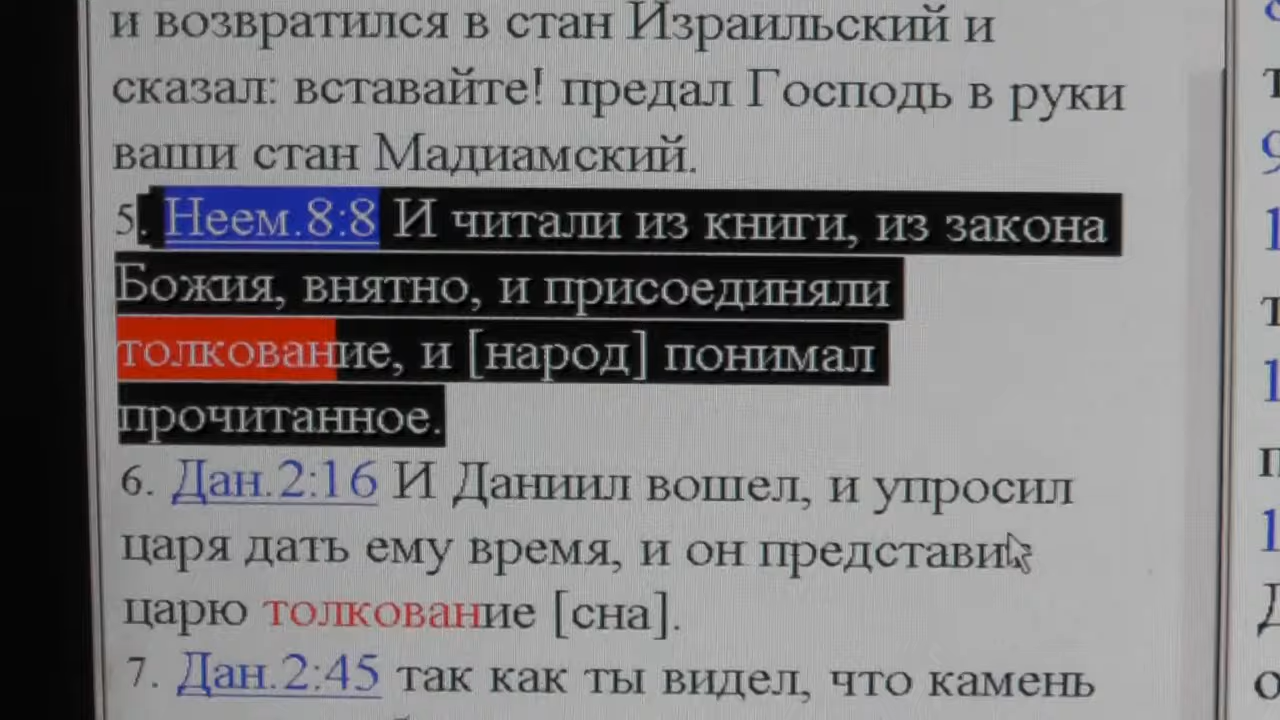 и возвратился в стан Израильский и
сказал: вставайте! предал Господь в руки
ваши стан Мадиамский.
5. Неем.8:8 И читали из книги, из закона
Божия, внятно, и присоединяли
толкование, и [народ] понимал
прочитанное.
6. Дан.2:16 И Даниил вошел, и упросил
царя дать ему время, и он представи
царю толкование [сна].
7. Дан.2:45 так как ты видел, что камень